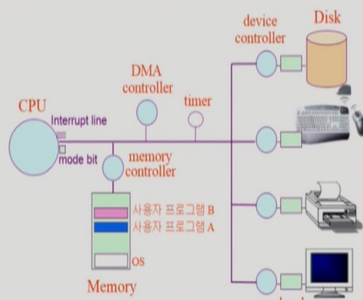 device
controller
Disk
DMA
controller
timer
CPU
Interrupt line
mode bit
memory
controller
사용자 프로그램 B
사용자 프로그램 A
OS
Memory